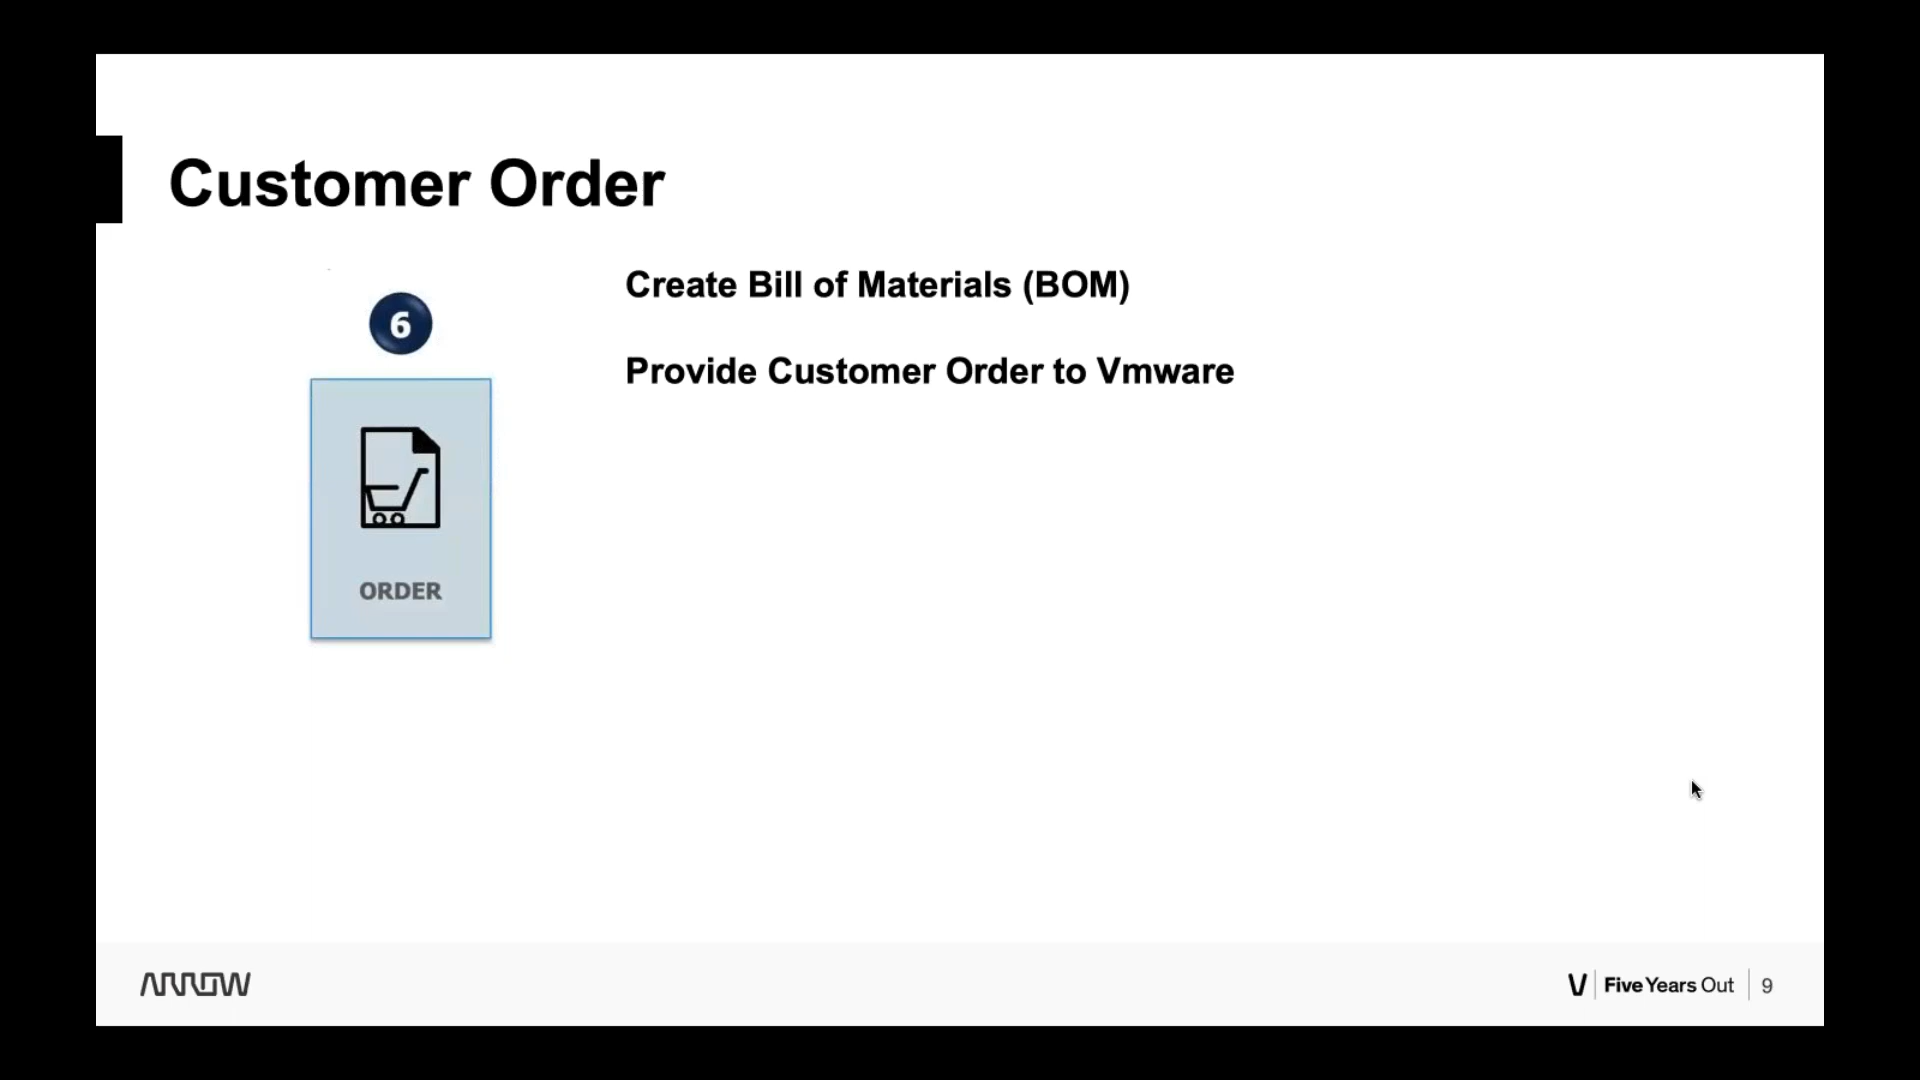 Customer Order
6
ORDER
Create Bill of Materials (BOM)
Provide Customer Order to Vmware
ARROW
Five Years Out
9